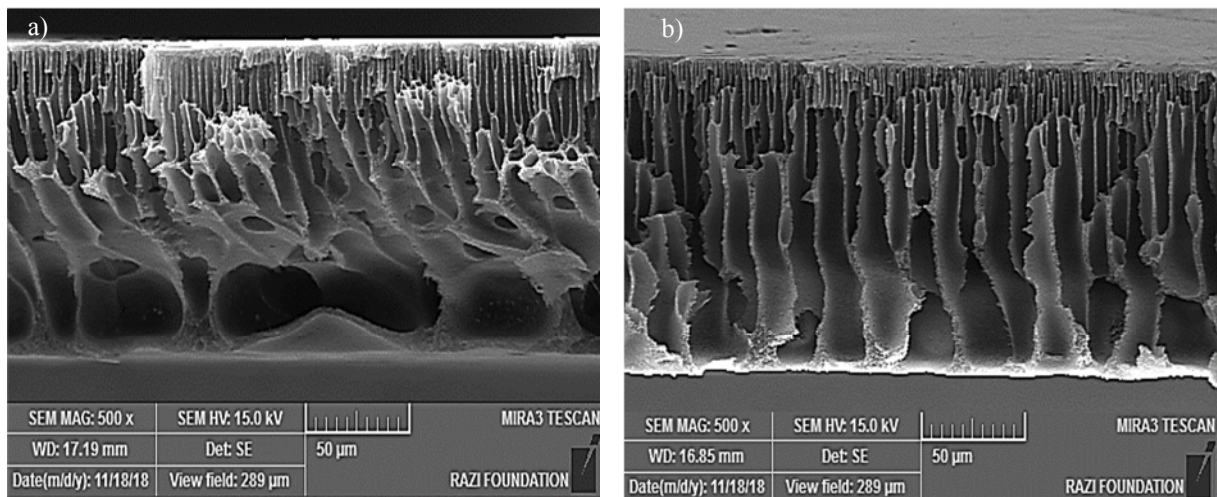 a)
SEM MAG: 500 x
SEM HV: 15.0 kV
WD: 17.19 mm
Det: SE
50 µm
MIRA3 TESCAN
Date(m/d/y): 11/18/18
View field: 289 µm
RAZI FOUNDATION
b)
SEM MAG: 500 x
SEM HV: 15.0 kV
WD: 16.85 mm
Det: SE
50 µm
MIRA3 TESCAN
Date(m/d/y): 11/18/18
View field: 289 µm
RAZI FOUNDATION